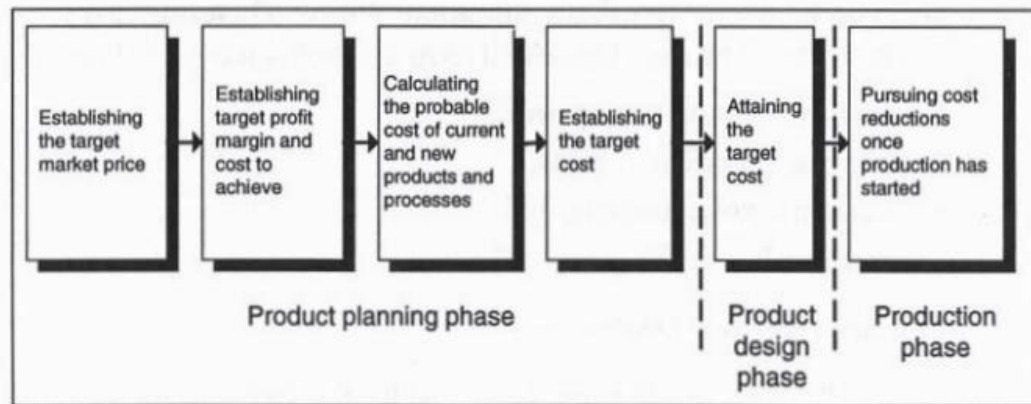 Establishing
the target
market price
Establishing
target profit
margin and
cost to
achieve
Calculating
the probable
cost of current
and new
products and
processes
Establishing
the target
cost
Attaining
the
target
cost
Pursuing cost
reductions
once
production has
started
Product planning phase
Product
design
phase
Production
phase